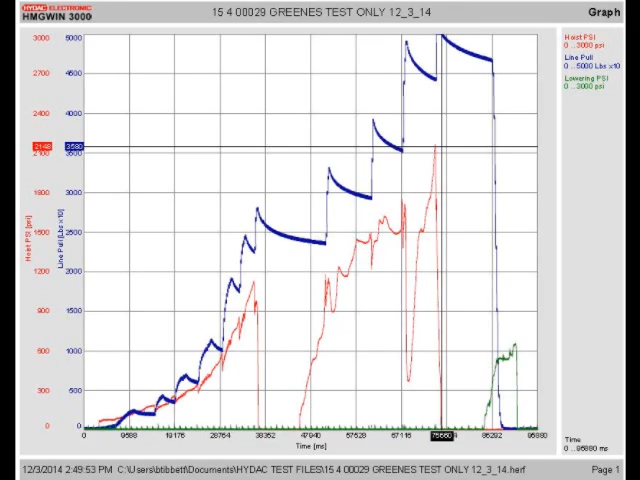 HYDAC ELECTRONIC
HMGWIN 3000
15 4 00029 GREENES TEST ONLY 12_3_14
Graph
3000
2700
2400
2148
2100
1800
1500
1200
900
600
300
0
Hoist PSI [psi]
5000
4500
4000
3580
3500
3000
2500
2000
1500
1000
500
0
Line Pull [Lbs x10]
Hoist PSI
0 ...3000 psi
Line Pull
0 ...5000 Lbs x10
Lowering PSI
0 ...3000 psi
0
9588
19176
28764
38352
47940
57528
67116
75660
86292
95880
Time [ms]
Time
0 ...95880 ms
12/3/2014 2:49:53 PM C:\Users\btibbett\Documents\HYDAC TEST FILES\15 4 00029 GREENES TEST ONLY 12_3_14.herf
Page 1